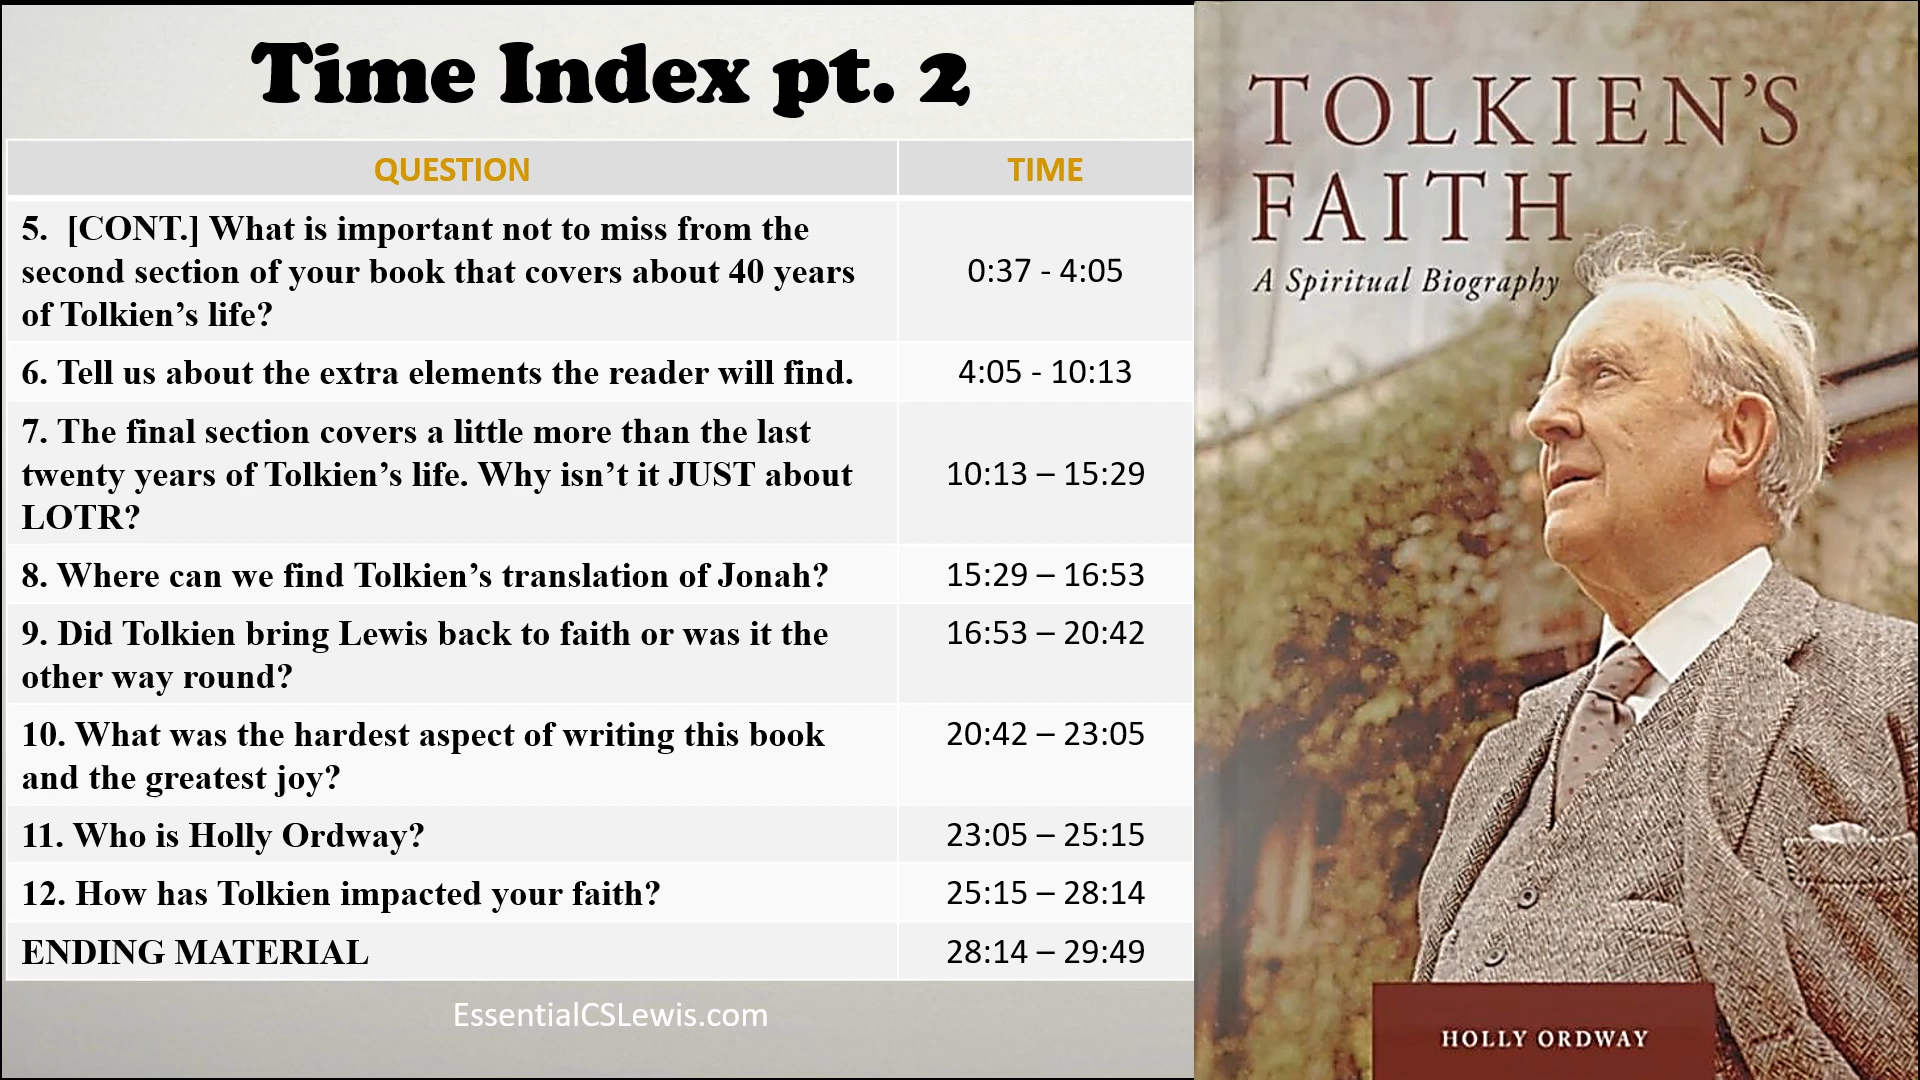 Time Index pt. 2
QUESTION TIME
5. [CONT.] What is important not to miss from the
second section of your book that covers about 40 years
of Tolkien’s life?
0:37 - 4:05
6. Tell us about the extra elements the reader will find.
4:05 - 10:13
7. The final section covers a little more than the last
twenty years of Tolkien’s life. Why isn’t it JUST about
LOTR?
10:13 – 15:29
8. Where can we find Tolkien’s translation of Jonah?
15:29 – 16:53
9. Did Tolkien bring Lewis back to faith or was it the
other way round?
16:53 – 20:42
10. What was the hardest aspect of writing this book
and the greatest joy?
20:42 – 23:05
11. Who is Holly Ordway?
23:05 – 25:15
12. How has Tolkien impacted your faith?
25:15 – 28:14
ENDING MATERIAL
28:14 – 29:49
EssentialCSLewis.com
TOLKIEN’S
FAITH
A Spiritual Biography
HOLLY ORDWAY